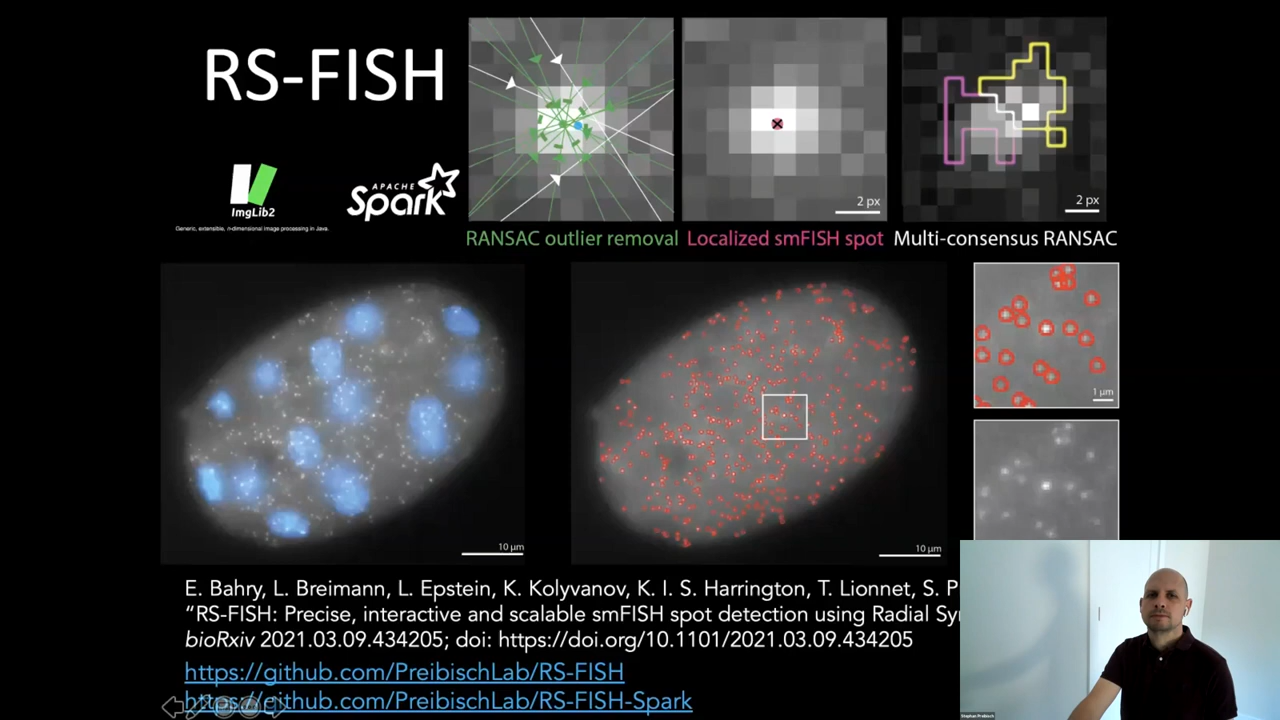 RS-FISH
ImgLib2
Generic, extensible, n-dimensional image processing in Java.
APACHE
Spark
2 px
2 px
RANSAC outlier removal
Localized smFISH spot
Multi-consensus RANSAC
10 µm
10 µm
1 µm
E. Bahry, L. Breimann, L. Epstein, K. Kolyvanov, K. I. S. Harrington, T. Lionnet, S. P
“RS-FISH: Precise, interactive and scalable smFISH spot detection using Radial Sy
bioRxiv 2021.03.09.434205; doi: https://doi.org/10.1101/2021.03.09.434205
https://github.com/PreibischLab/RS-FISH
https://github.com/PreibischLab/RS-FISH-Spark
Stephan Preibisch